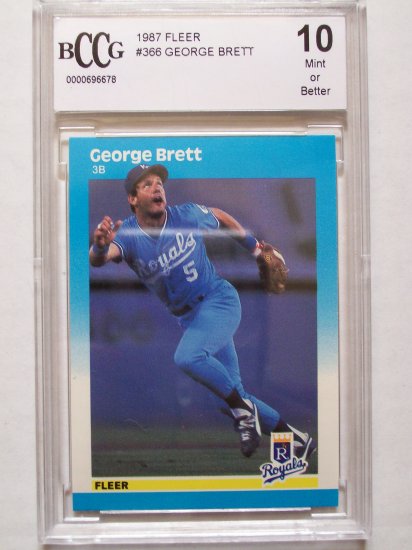 BCCG
0000696678
1987 FLEER
#366 GEORGE BRETT
10
Mint
or
Better
George Brett
3B
Royals
5
R
Royals
FLEER